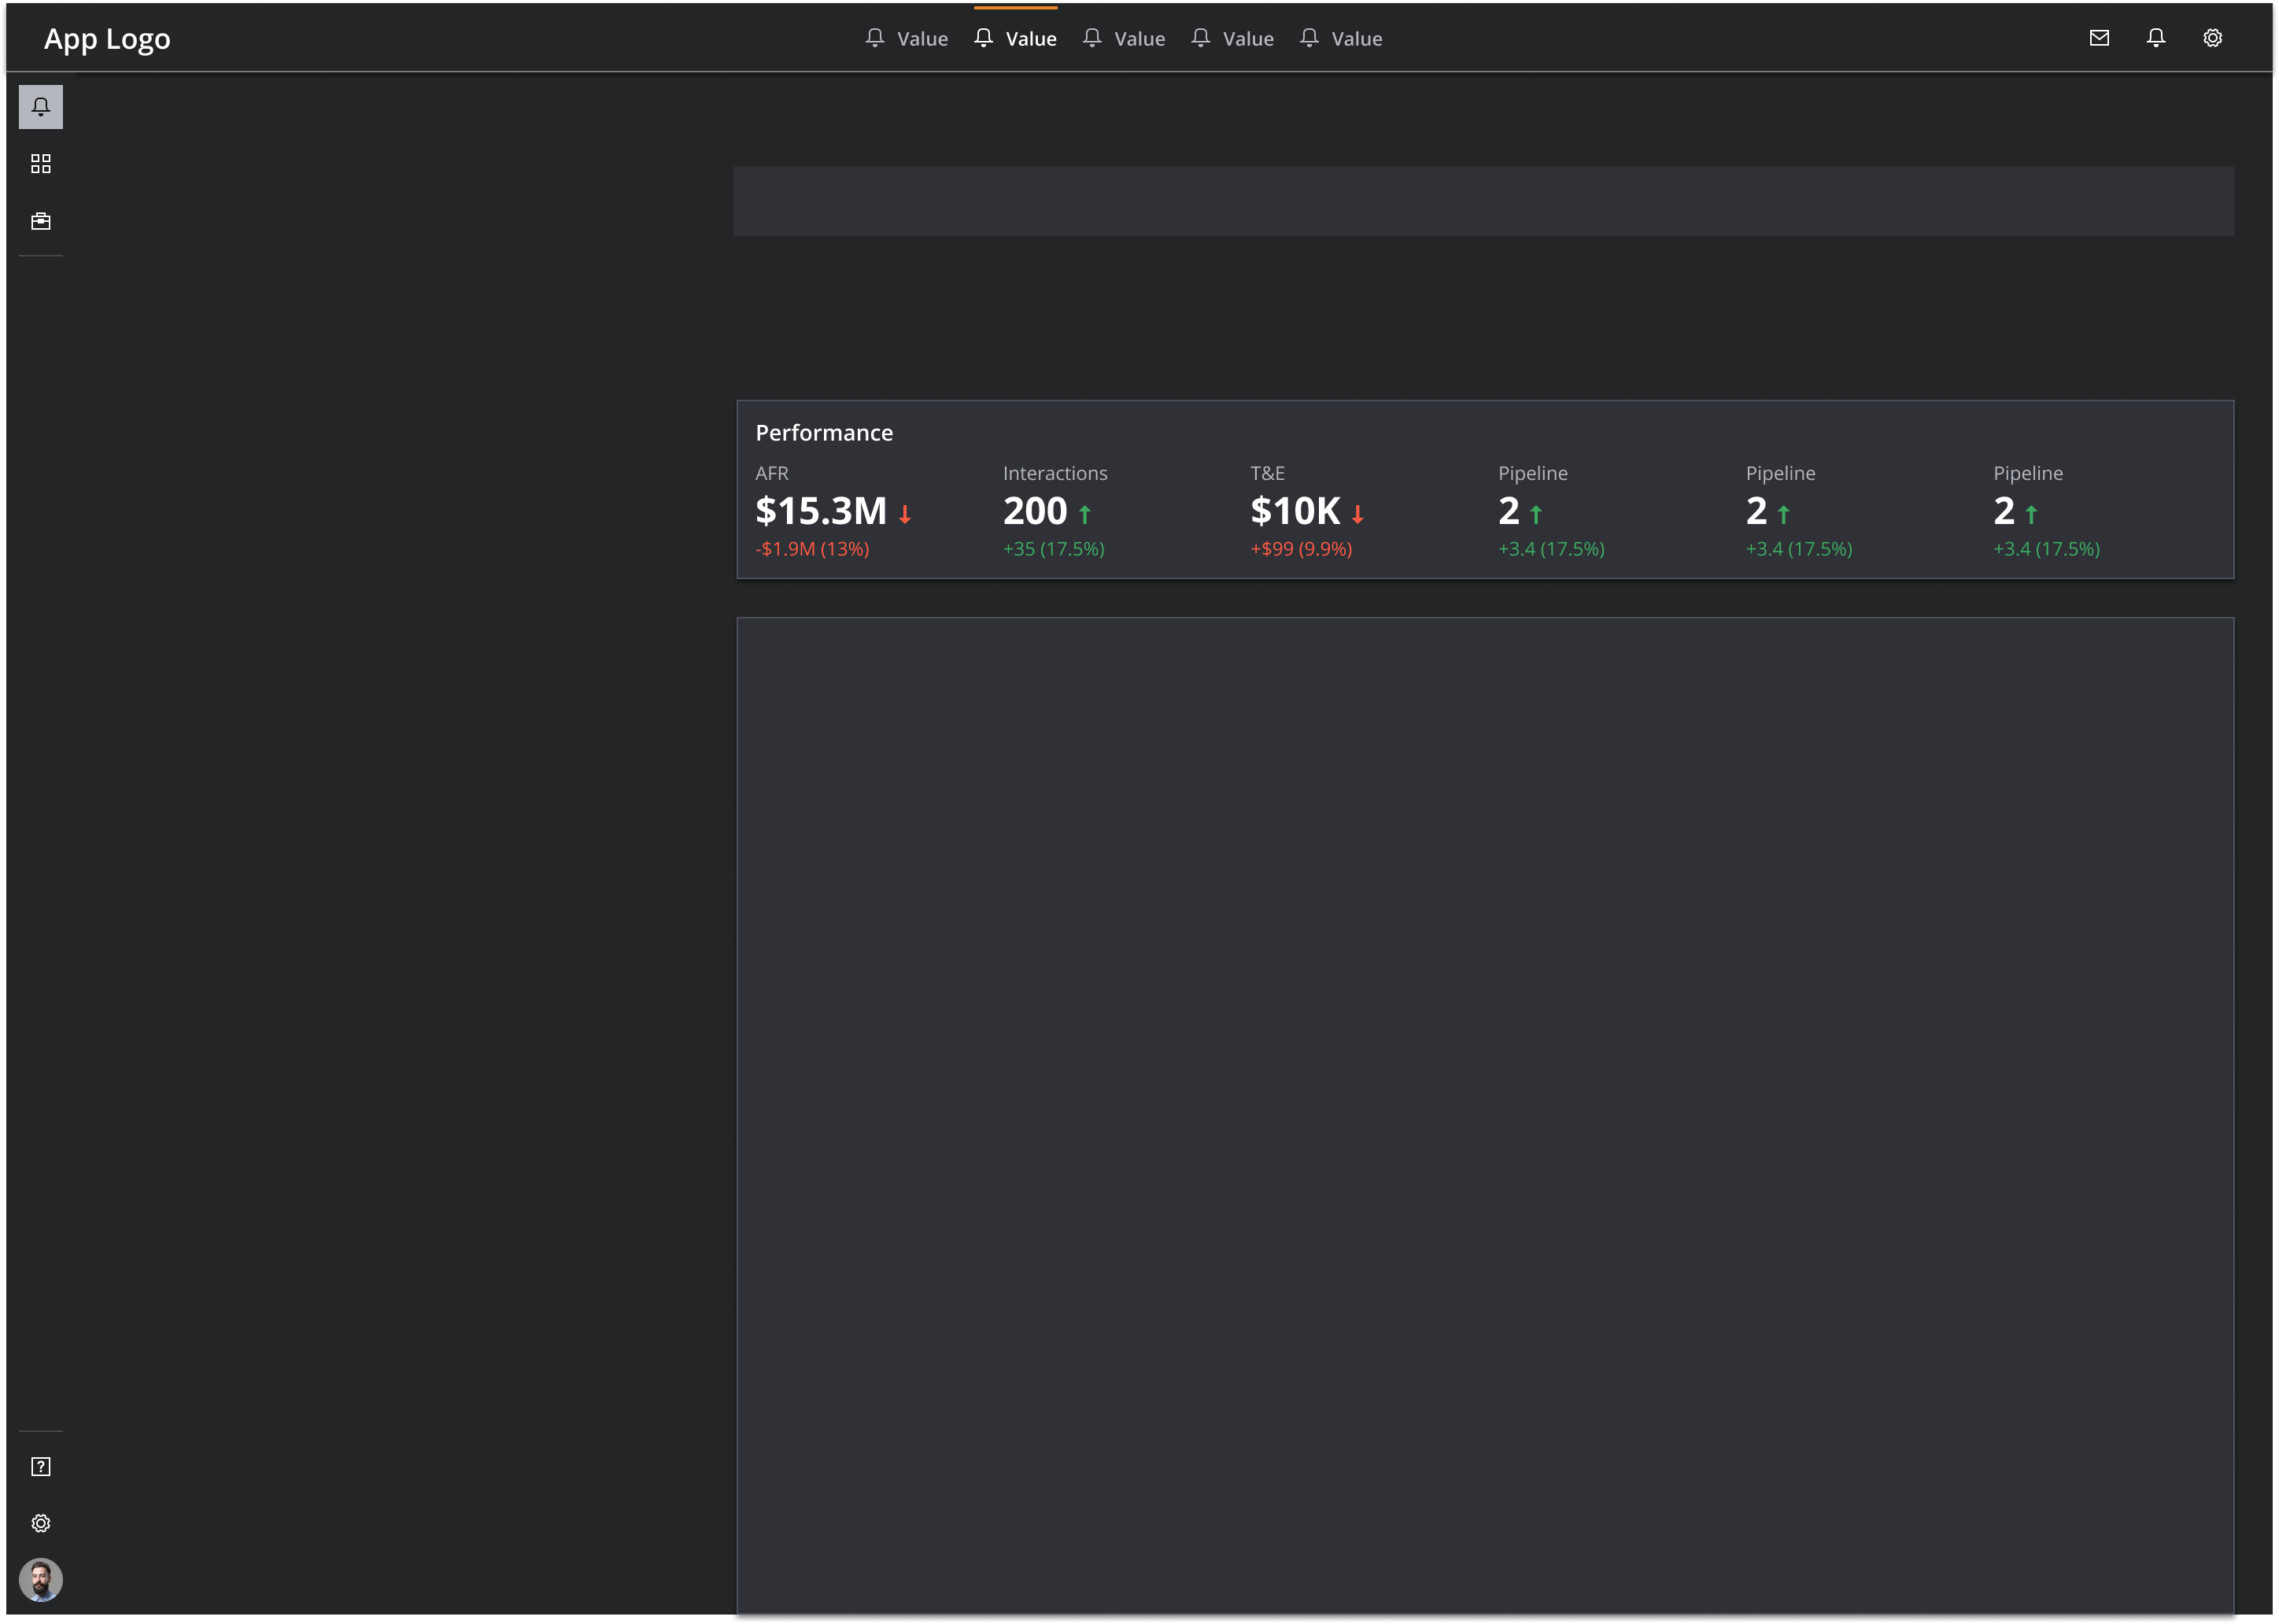 App Logo
Value Value Value Value Value
Performance
AFR Interactions T&E Pipeline Pipeline Pipeline
$15.3M ↓ 200 ↑ $10K ↓ 2 ↑ 2 ↑ 2 ↑
-$1.9M (13%) +35 (17.5%) +$99 (9.9%) +3.4 (17.5%) +3.4 (17.5%) +3.4 (17.5%)
?